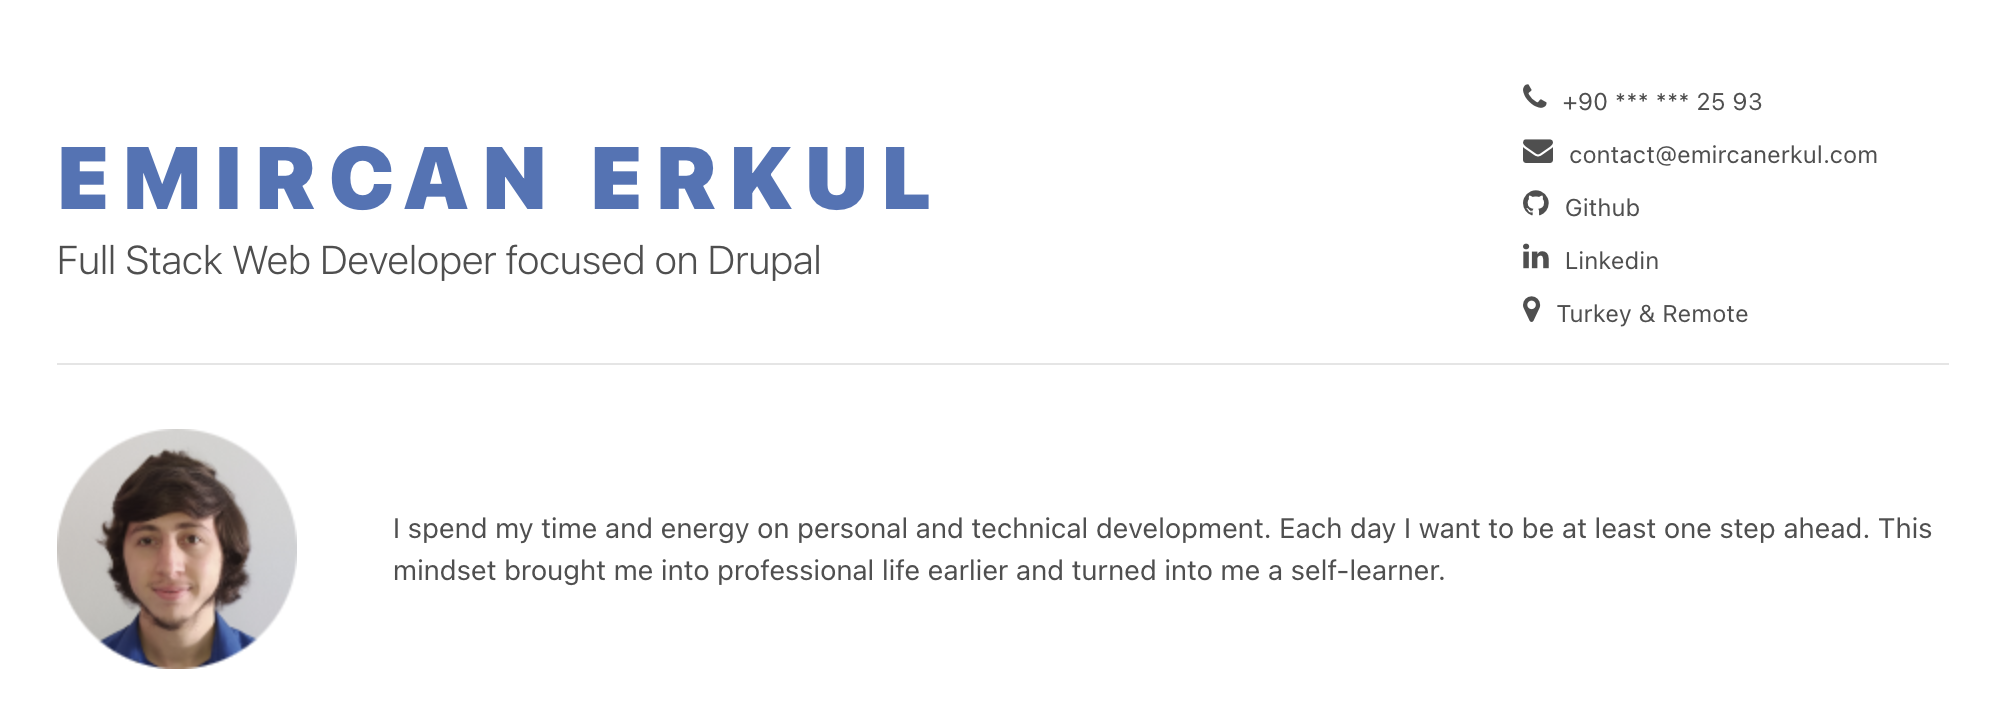 EMIRCAN ERKUL
Full Stack Web Developer focused on Drupal
+90 *** *** 25 93
contact@emircanerkul.com
Github
Linkedin
Turkey & Remote
I spend my time and energy on personal and technical development. Each day I want to be at least one step ahead. This
mindset brought me into professional life earlier and turned into me a self-learner.